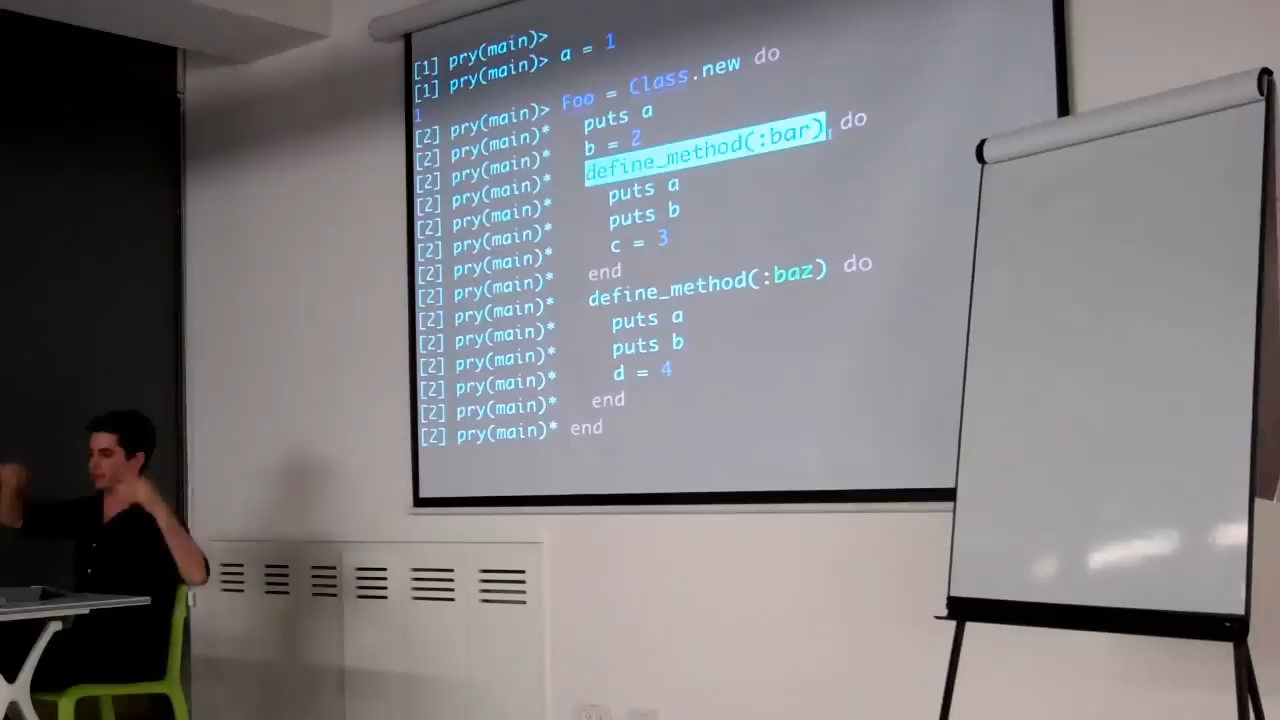 [1] pry(main)>
[1] pry(main)> a = 1
1
[2] pry(main)> Foo = Class.new do
[2] pry(main)*   puts a
[2] pry(main)*   b = 2
[2] pry(main)*   define_method(:bar) do
[2] pry(main)*     puts a
[2] pry(main)*     puts b
[2] pry(main)*     c = 3
[2] pry(main)*   end
[2] pry(main)*   define_method(:baz) do
[2] pry(main)*     puts a
[2] pry(main)*     puts b
[2] pry(main)*     d = 4
[2] pry(main)*   end
[2] pry(main)* end